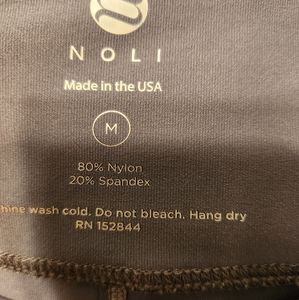 NOLI
Made in the USA
M
80% Nylon
20% Spandex
hine wash cold. Do not bleach. Hang dry
RN 152844